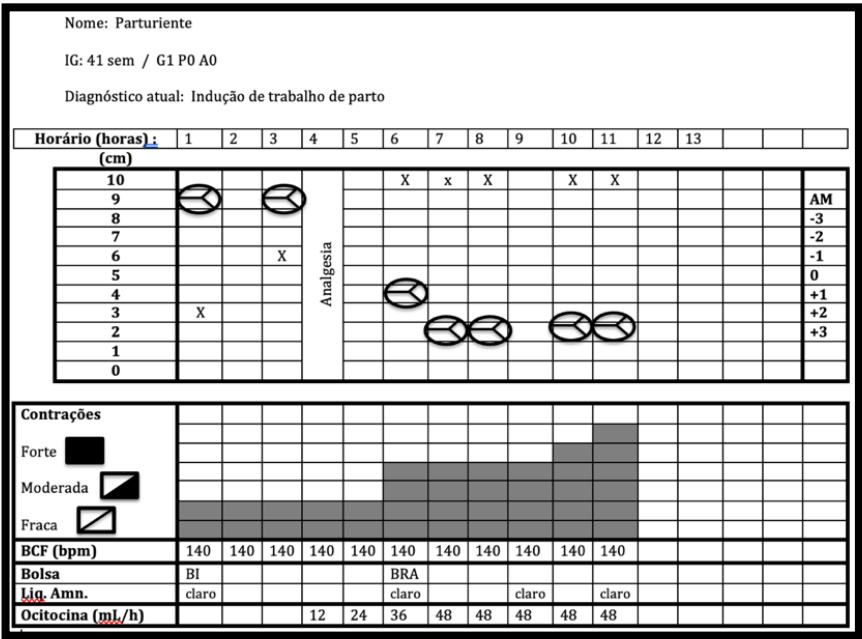 Nome: Parturiente
IG: 41 sem / G1 P0 A0
Diagnóstico atual: Indução de trabalho de parto
Horário (horas) : 1 2 3 4 5 6 7 8 9 10 11 12 13
(cm)
10 X x X X X
9 AM
8 -3
7 -2
6 X -1
5 0
4 +1
3 X +2
2 +3
1
0
Analgesia
Contrações
Forte
Moderada
Fraca
BCF (bpm) 140 140 140 140 140 140 140 140 140 140 140
Bolsa BI BRA
Liq. Amn. claro claro claro claro
Ocitocina (mL/h) 12 24 36 48 48 48 48 48